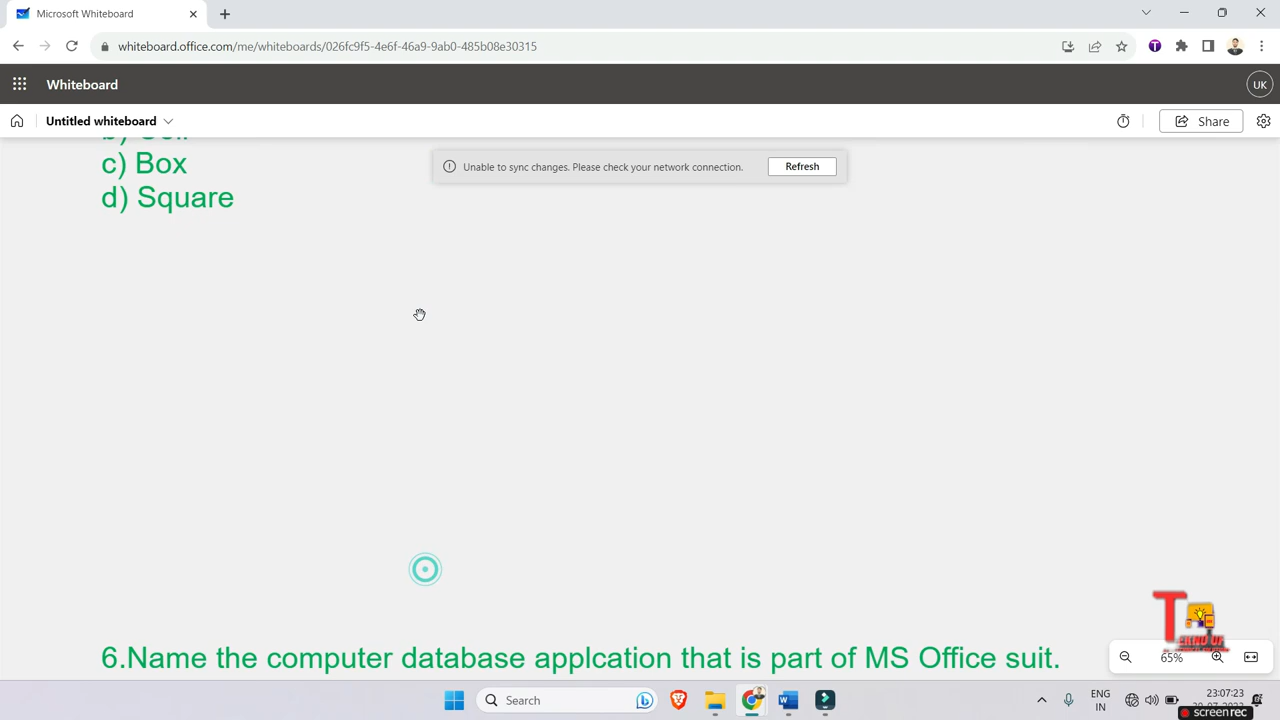 Microsoft Whiteboard
whiteboard.office.com/me/whiteboards/026fc9f5-4e6f-46a9-9ab0-485b08e30315
Whiteboard
UK
Untitled whiteboard
Share
c) Box
Unable to sync changes. Please check your network connection.
Refresh
d) Square
6.Name the computer database applcation that is part of MS Office suit.
65%
Search
ENG
IN
23:07:23
screenrec